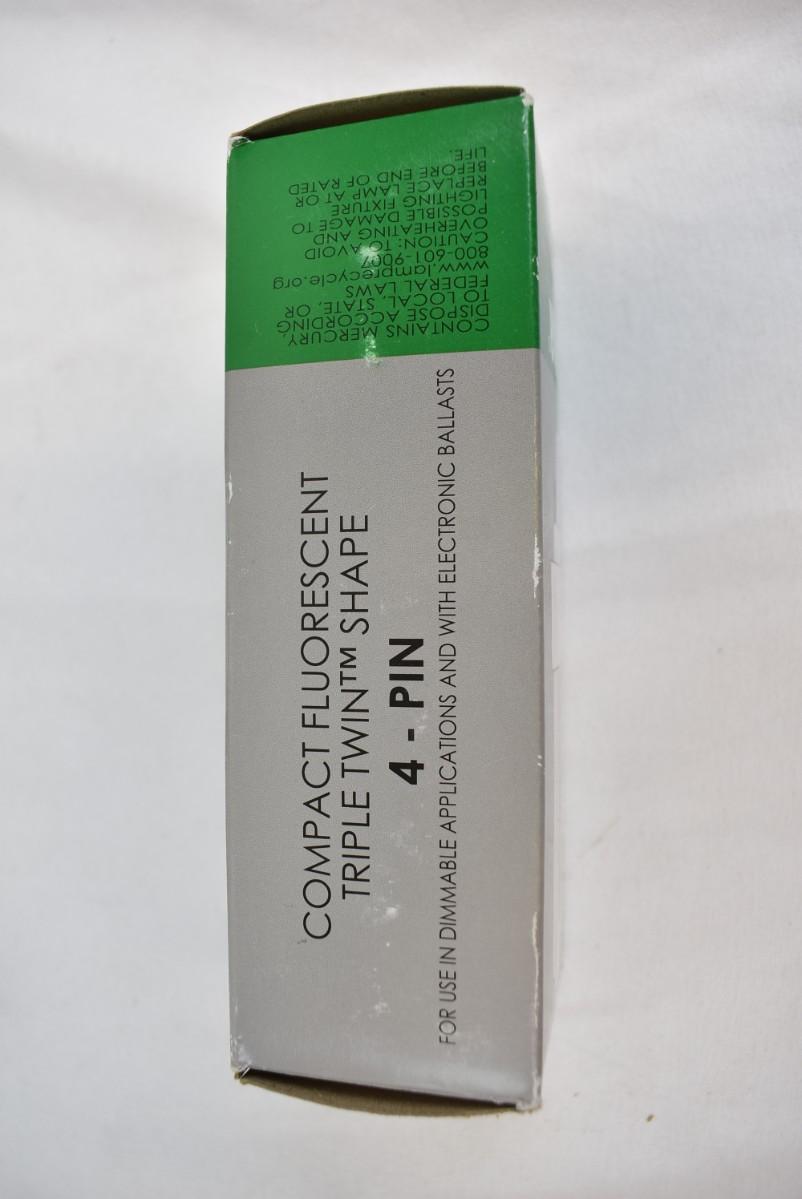 COMPACT FLUORESCENT
TRIPLE TWIN™ SHAPE
4 - PIN
FOR USE IN DIMMABLE APPLICATIONS AND WITH ELECTRONIC BALLASTS
CONTAINS MERCURY,
DISPOSE ACCORDING
TO LOCAL, STATE, OR
FEDERAL LAWS
www.lamprecycle.org
800-601-9007
CAUTION: TO AVOID
OVERHEATING AND
POSSIBLE DAMAGE TO
LIGHTING FIXTURE
REPLACE LAMP AT OR
BEFORE END OF RATED
LIFE.